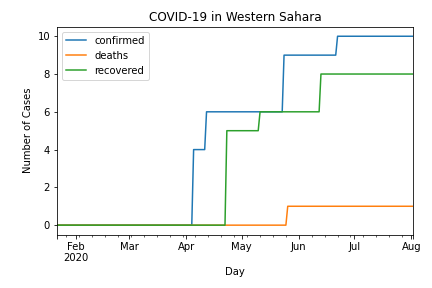 COVID-19 in Western Sahara
confirmed
deaths
recovered
Number of Cases
10
8
6
4
2
0
Feb Mar Apr May Jun Jul Aug
2020
Day